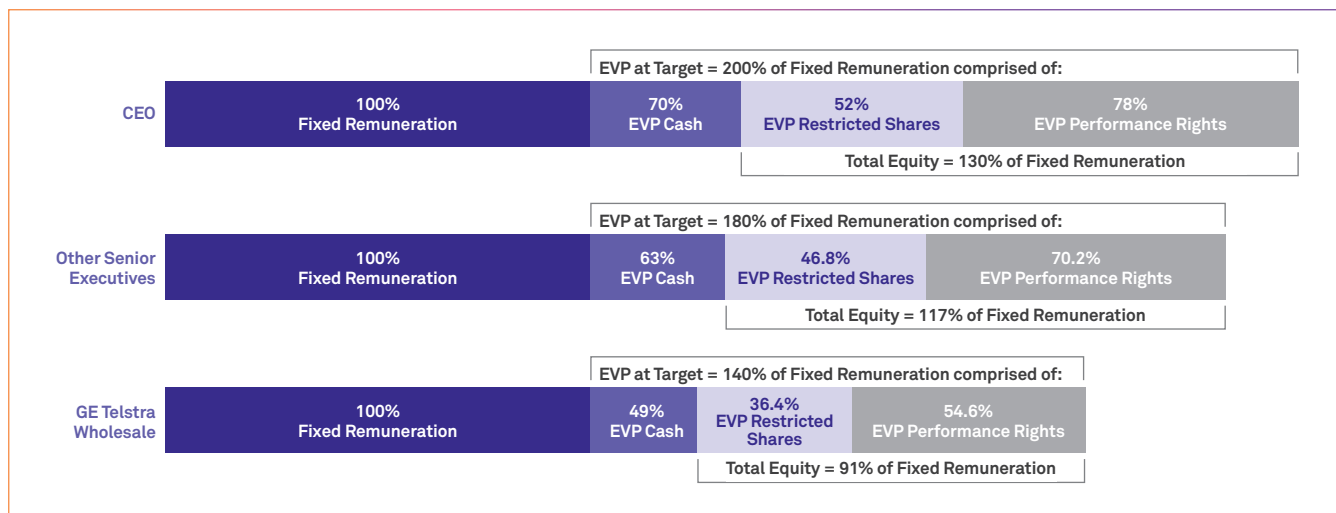 EVP at Target = 200% of Fixed Remuneration comprised of:
CEO
100%
Fixed Remuneration
70%
EVP Cash
52%
EVP Restricted Shares
78%
EVP Performance Rights
Total Equity = 130% of Fixed Remuneration
EVP at Target = 180% of Fixed Remuneration comprised of:
Other Senior
Executives
100%
Fixed Remuneration
63%
EVP Cash
46.8%
EVP Restricted Shares
70.2%
EVP Performance Rights
Total Equity = 117% of Fixed Remuneration
EVP at Target = 140% of Fixed Remuneration comprised of:
GE Telstra
Wholesale
100%
Fixed Remuneration
49%
EVP Cash
36.4%
EVP Restricted
Shares
54.6%
EVP Performance Rights
Total Equity = 91% of Fixed Remuneration